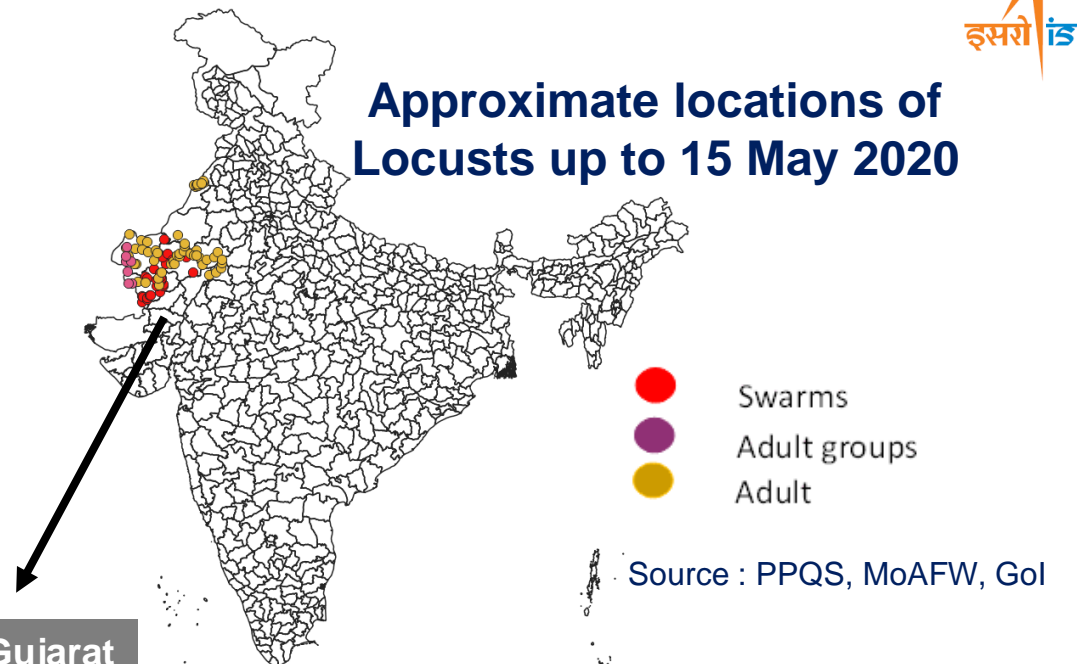 इसरो
Approximate locations of
Locusts up to 15 May 2020
Swarms
Adult groups
Adult
Source : PPQS, MoAFW, GoI
Gujarat